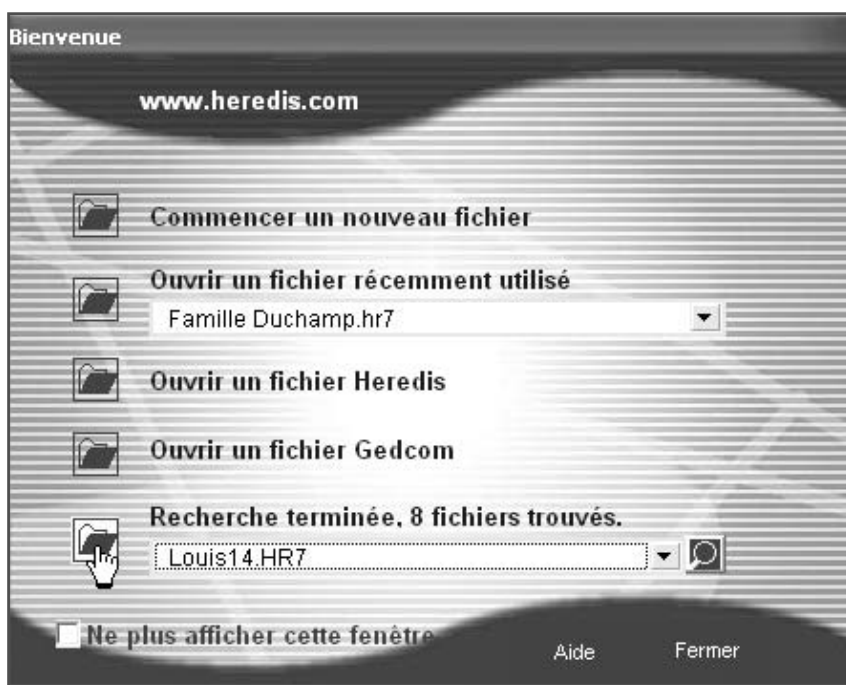 Bienvenue
www.heredis.com
Commencer un nouveau fichier
Ouvrir un fichier récemment utilisé
Famille Duchamp.hr7
Ouvrir un fichier Heredis
Ouvrir un fichier Gedcom
Recherche terminée, 8 fichiers trouvés.
Louis14.HR7
Ne plus afficher cette fenêtre
Aide
Fermer